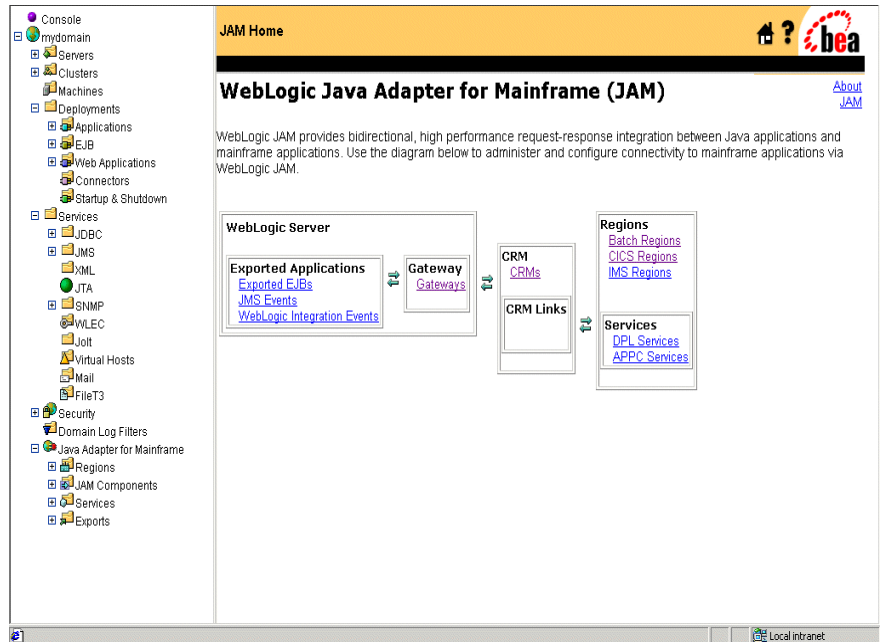 Console
mydomain
Servers
Clusters
Machines
Deployments
Applications
EJB
Web Applications
Connectors
Startup & Shutdown
Services
JDBC
JMS
XML
JTA
SNMP
WLEC
Jolt
Virtual Hosts
Mail
FileT3
Security
Domain Log Filters
Java Adapter for Mainframe
Regions
JAM Components
Services
Exports
JAM Home
?
bea
WebLogic Java Adapter for Mainframe (JAM)
About
JAM
WebLogic JAM provides bidirectional, high performance request-response integration between Java applications and
mainframe applications. Use the diagram below to administer and configure connectivity to mainframe applications via
WebLogic JAM.
WebLogic Server
Exported Applications
Exported EJBs
JMS Events
WebLogic Integration Events
Gateway
Gateways
CRM
CRMs
CRM Links
Regions
Batch Regions
CICS Regions
IMS Regions
Services
DPL Services
APPC Services
Local intranet